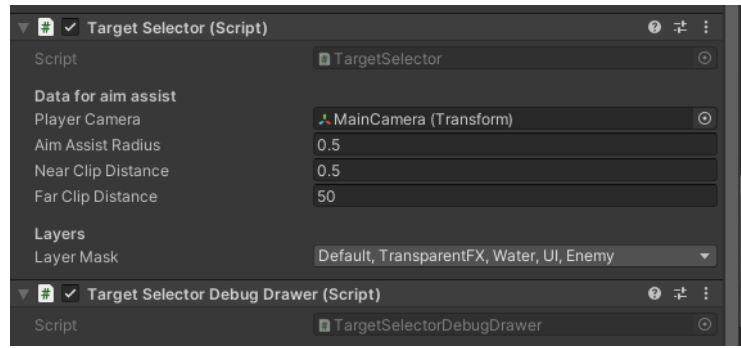 Target Selector (Script)
Script TargetSelector
Data for aim assist
Player Camera MainCamera (Transform)
Aim Assist Radius 0.5
Near Clip Distance 0.5
Far Clip Distance 50
Layers
Layer Mask Default, TransparentFX, Water, UI, Enemy
Target Selector Debug Drawer (Script)
Script TargetSelectorDebugDrawer